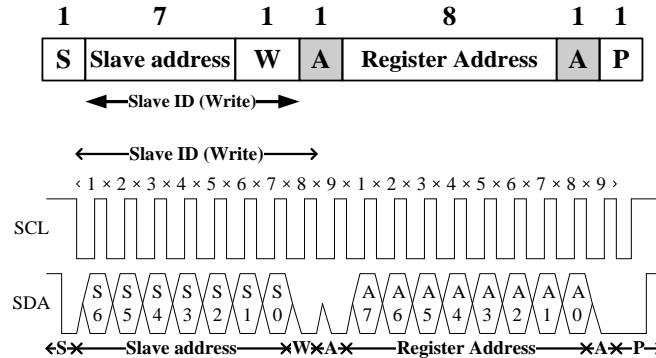 1 7 1 1 8 1 1
S Slave address W A Register Address A P
Slave ID (Write)
Slave ID (Write)
1 2 3 4 5 6 7 8 9 1 2 3 4 5 6 7 8 9
SCL
SDA
S6 S5 S4 S3 S2 S1 S0 A7 A6 A5 A4 A3 A2 A1 A0
S Slave address W A Register Address A P